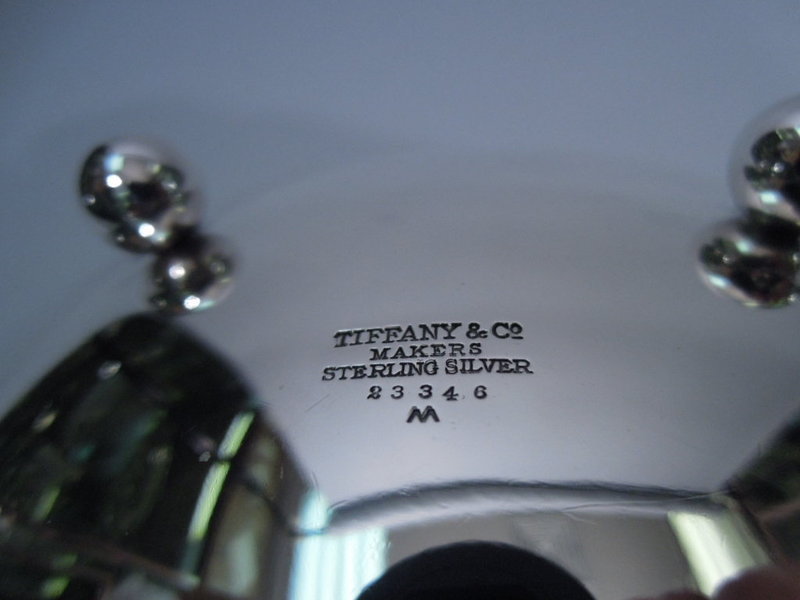 TIFFANY & Co
MAKERS
STERLING SILVER
23346
M